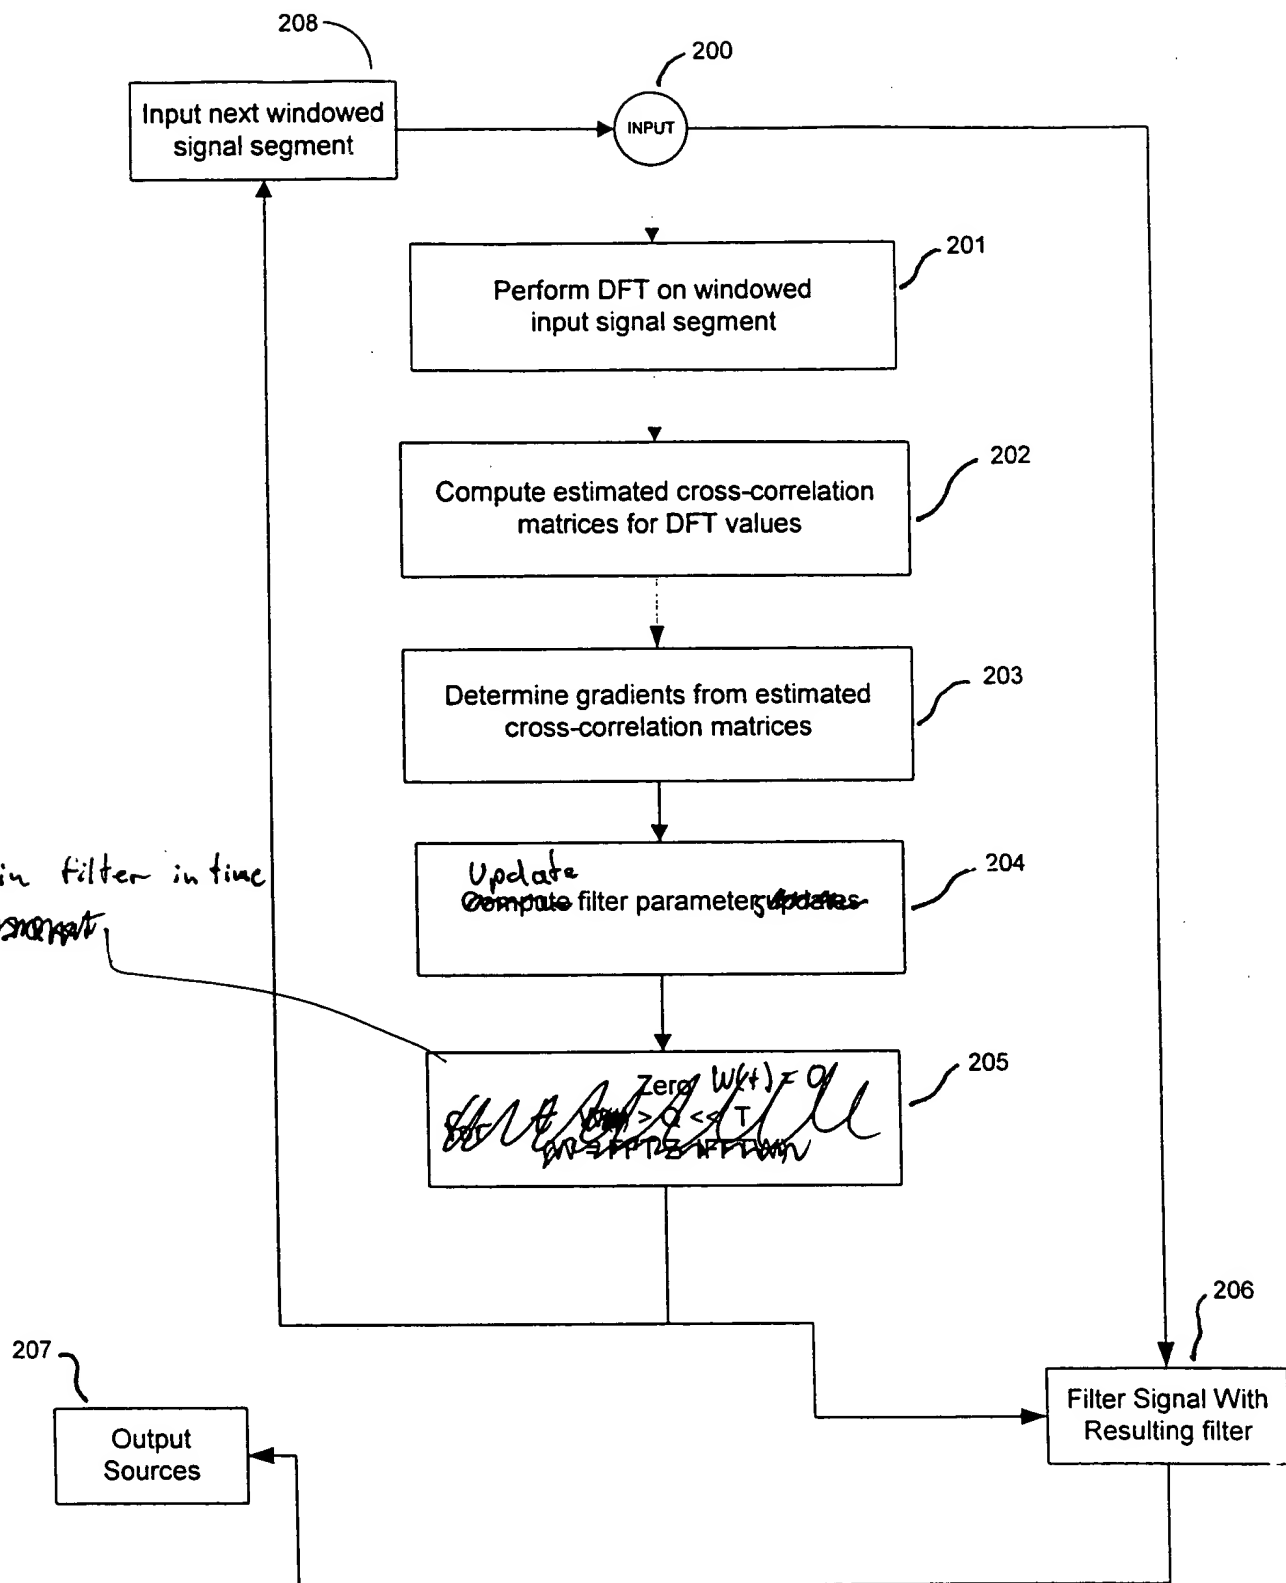 208
200
Input next windowed
signal segment
INPUT
201
Perform DFT on windowed
input signal segment
202
Compute estimated cross-correlation
matrices for DFT values
203
Determine gradients from estimated
cross-correlation matrices
in filter in time
204
Update
Compute filter parameters updates
205
Zero W(t) = 0
for t > Q << T
206
207
Filter Signal With
Resulting filter
Output
Sources